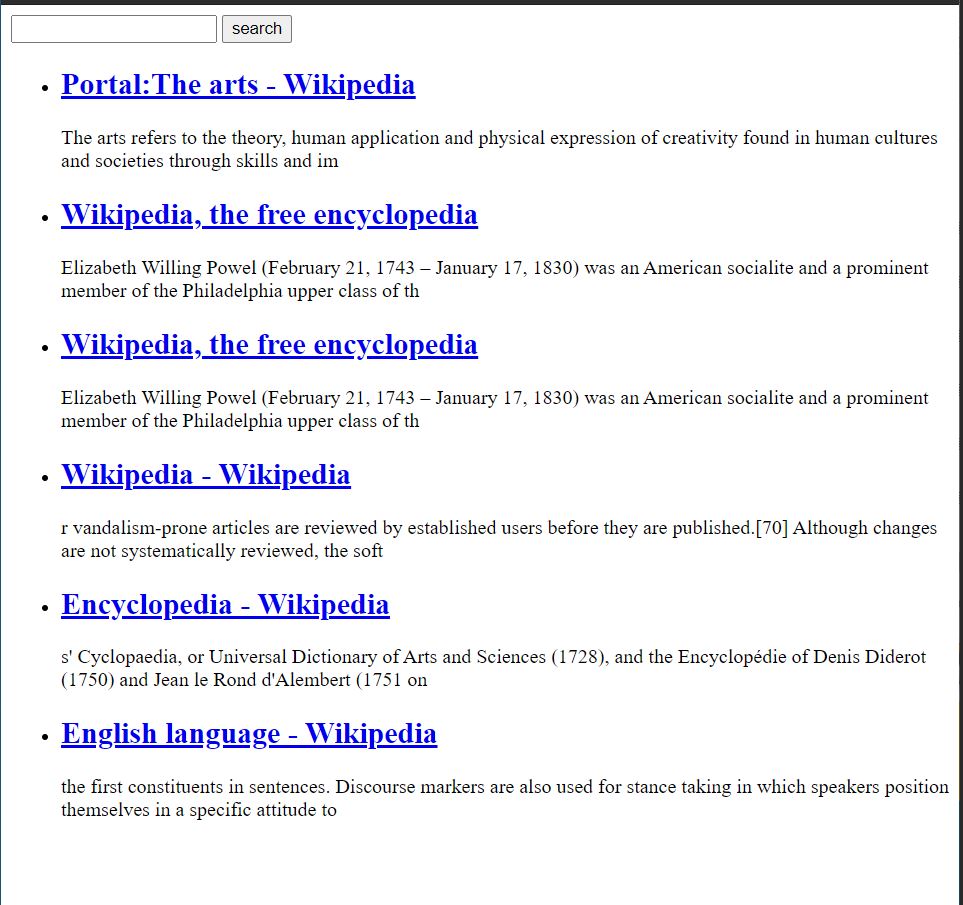 search
Portal:The arts - Wikipedia
The arts refers to the theory, human application and physical expression of creativity found in human cultures
and societies through skills and im
Wikipedia, the free encyclopedia
Elizabeth Willing Powel (February 21, 1743 – January 17, 1830) was an American socialite and a prominent
member of the Philadelphia upper class of th
Wikipedia, the free encyclopedia
Elizabeth Willing Powel (February 21, 1743 – January 17, 1830) was an American socialite and a prominent
member of the Philadelphia upper class of th
Wikipedia - Wikipedia
r vandalism-prone articles are reviewed by established users before they are published.[70] Although changes
are not systematically reviewed, the soft
Encyclopedia - Wikipedia
s' Cyclopaedia, or Universal Dictionary of Arts and Sciences (1728), and the Encyclopédie of Denis Diderot
(1750) and Jean le Rond d'Alembert (1751 on
English language - Wikipedia
the first constituents in sentences. Discourse markers are also used for stance taking in which speakers position
themselves in a specific attitude to